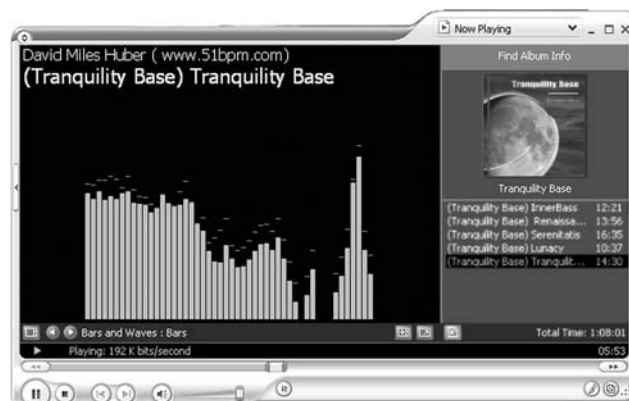 Now Playing
David Miles Huber ( www.51bpm.com)
(Tranquility Base) Tranquility Base
Find Album Info
Tranquility Base
Tranquility Base
(Tranquility Base) InnerBass 12:21
(Tranquility Base) Renaissa... 13:56
(Tranquility Base) Serenitatis 16:35
(Tranquility Base) Lunacy 10:37
(Tranquility Base) Tranquilit... 14:30
Bars and Waves : Bars
Total Time: 1:08:01
Playing: 192 K bits/second
05:53